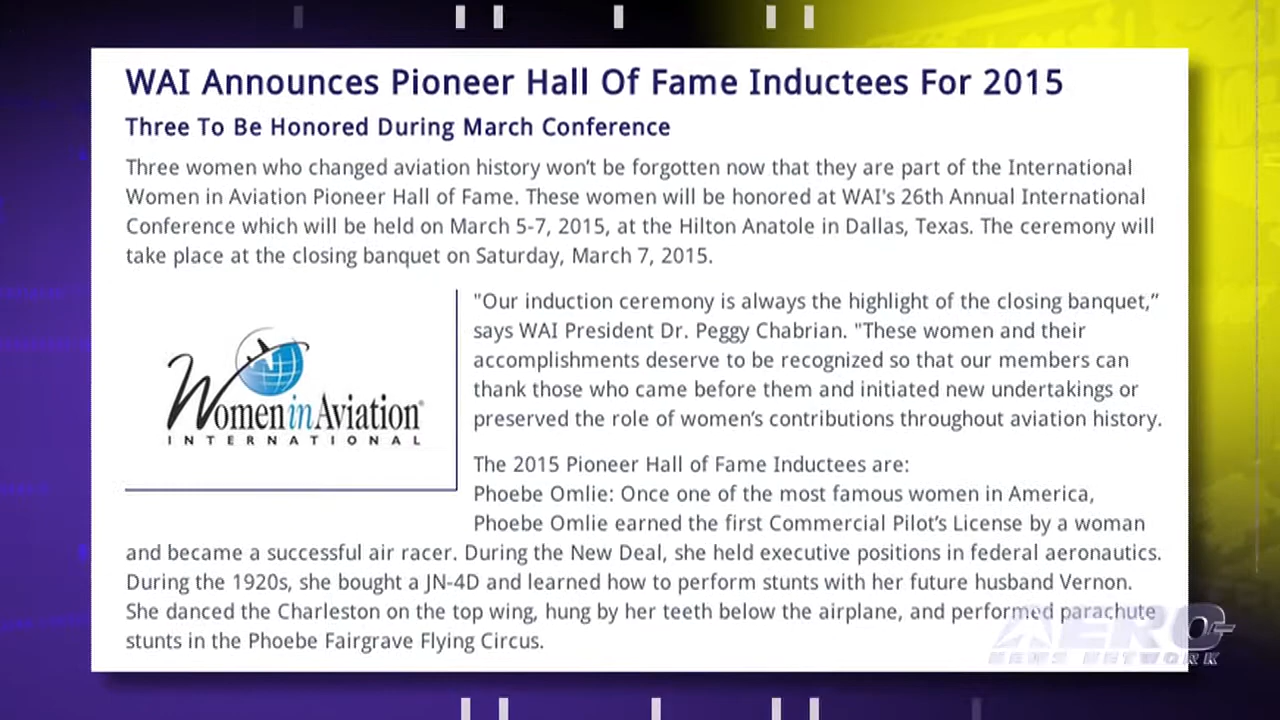 WAI Announces Pioneer Hall Of Fame Inductees For 2015
Three To Be Honored During March Conference
Three women who changed aviation history won't be forgotten now that they are part of the International
Women in Aviation Pioneer Hall of Fame. These women will be honored at WAI's 26th Annual International
Conference which will be held on March 5-7, 2015, at the Hilton Anatole in Dallas, Texas. The ceremony will
take place at the closing banquet on Saturday, March 7, 2015.
Women in Aviation®
INTERNATIONAL
"Our induction ceremony is always the highlight of the closing banquet,”
says WAI President Dr. Peggy Chabrian. "These women and their
accomplishments deserve to be recognized so that our members can
thank those who came before them and initiated new undertakings or
preserved the role of women’s contributions throughout aviation history.
The 2015 Pioneer Hall of Fame Inductees are:
Phoebe Omlie: Once one of the most famous women in America,
Phoebe Omlie earned the first Commercial Pilot’s License by a woman
and became a successful air racer. During the New Deal, she held executive positions in federal aeronautics.
During the 1920s, she bought a JN-4D and learned how to perform stunts with her future husband Vernon.
She danced the Charleston on the top wing, hung by her teeth below the airplane, and performed parachute
stunts in the Phoebe Fairgrave Flying Circus.
AERO-
NEWS NETWORK